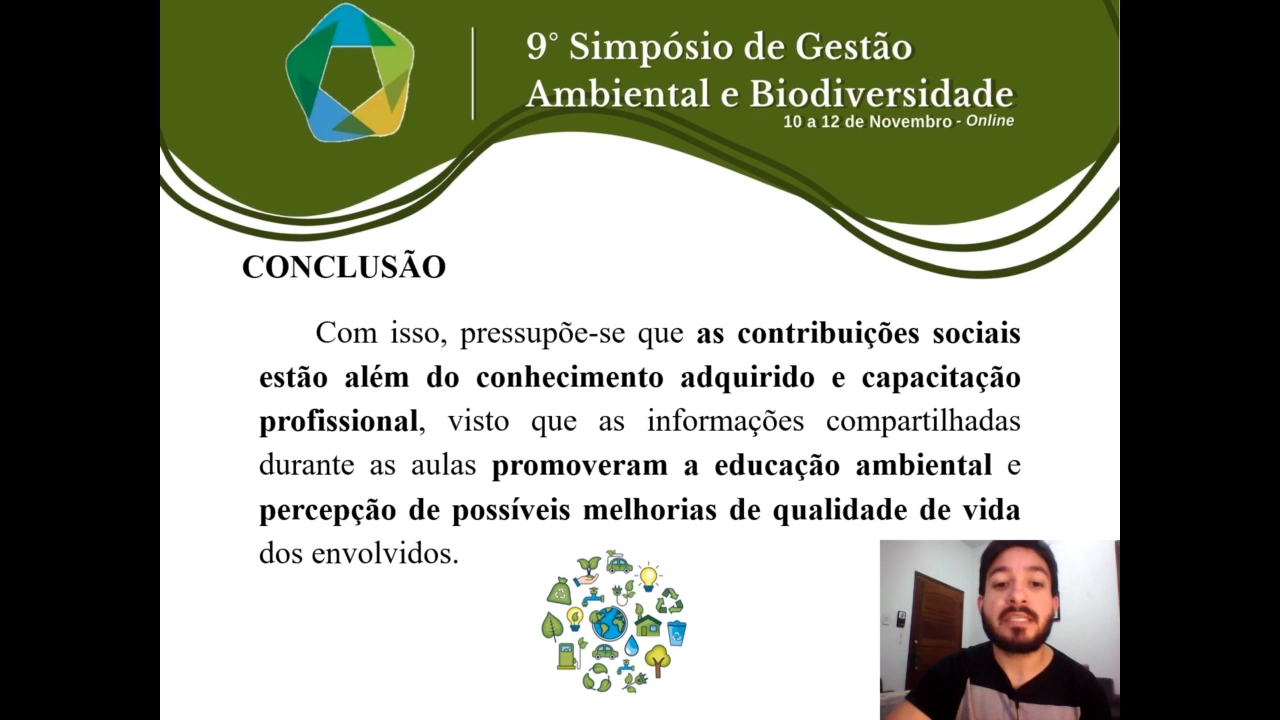 9° Simpósio de Gestão
Ambiental e Biodiversidade
10 a 12 de Novembro - Online
CONCLUSÃO
Com isso, pressupõe-se que as contribuições sociais
estão além do conhecimento adquirido e capacitação
profissional, visto que as informações compartilhadas
durante as aulas promoveram a educação ambiental e
percepção de possíveis melhorias de qualidade de vida
dos envolvidos.